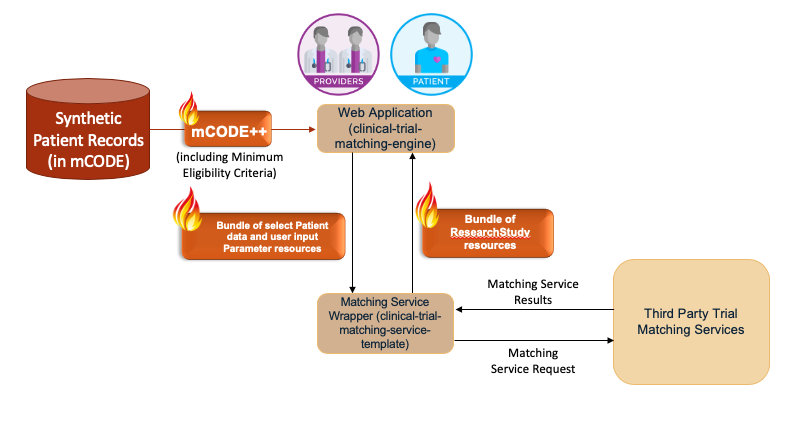 PROVIDERS
PATIENT
Synthetic
Patient Records
(in mCODE)
mCODE++
(including Minimum
Eligibility Criteria)
Web Application
(clinical-trial-
matching-engine)
Bundle of select Patient
data and user input
Parameter resources
Bundle of
ResearchStudy
resources
Matching Service
Wrapper (clinical-trial-
matching-service-
template)
Matching Service
Results
Matching
Service Request
Third Party Trial
Matching Services